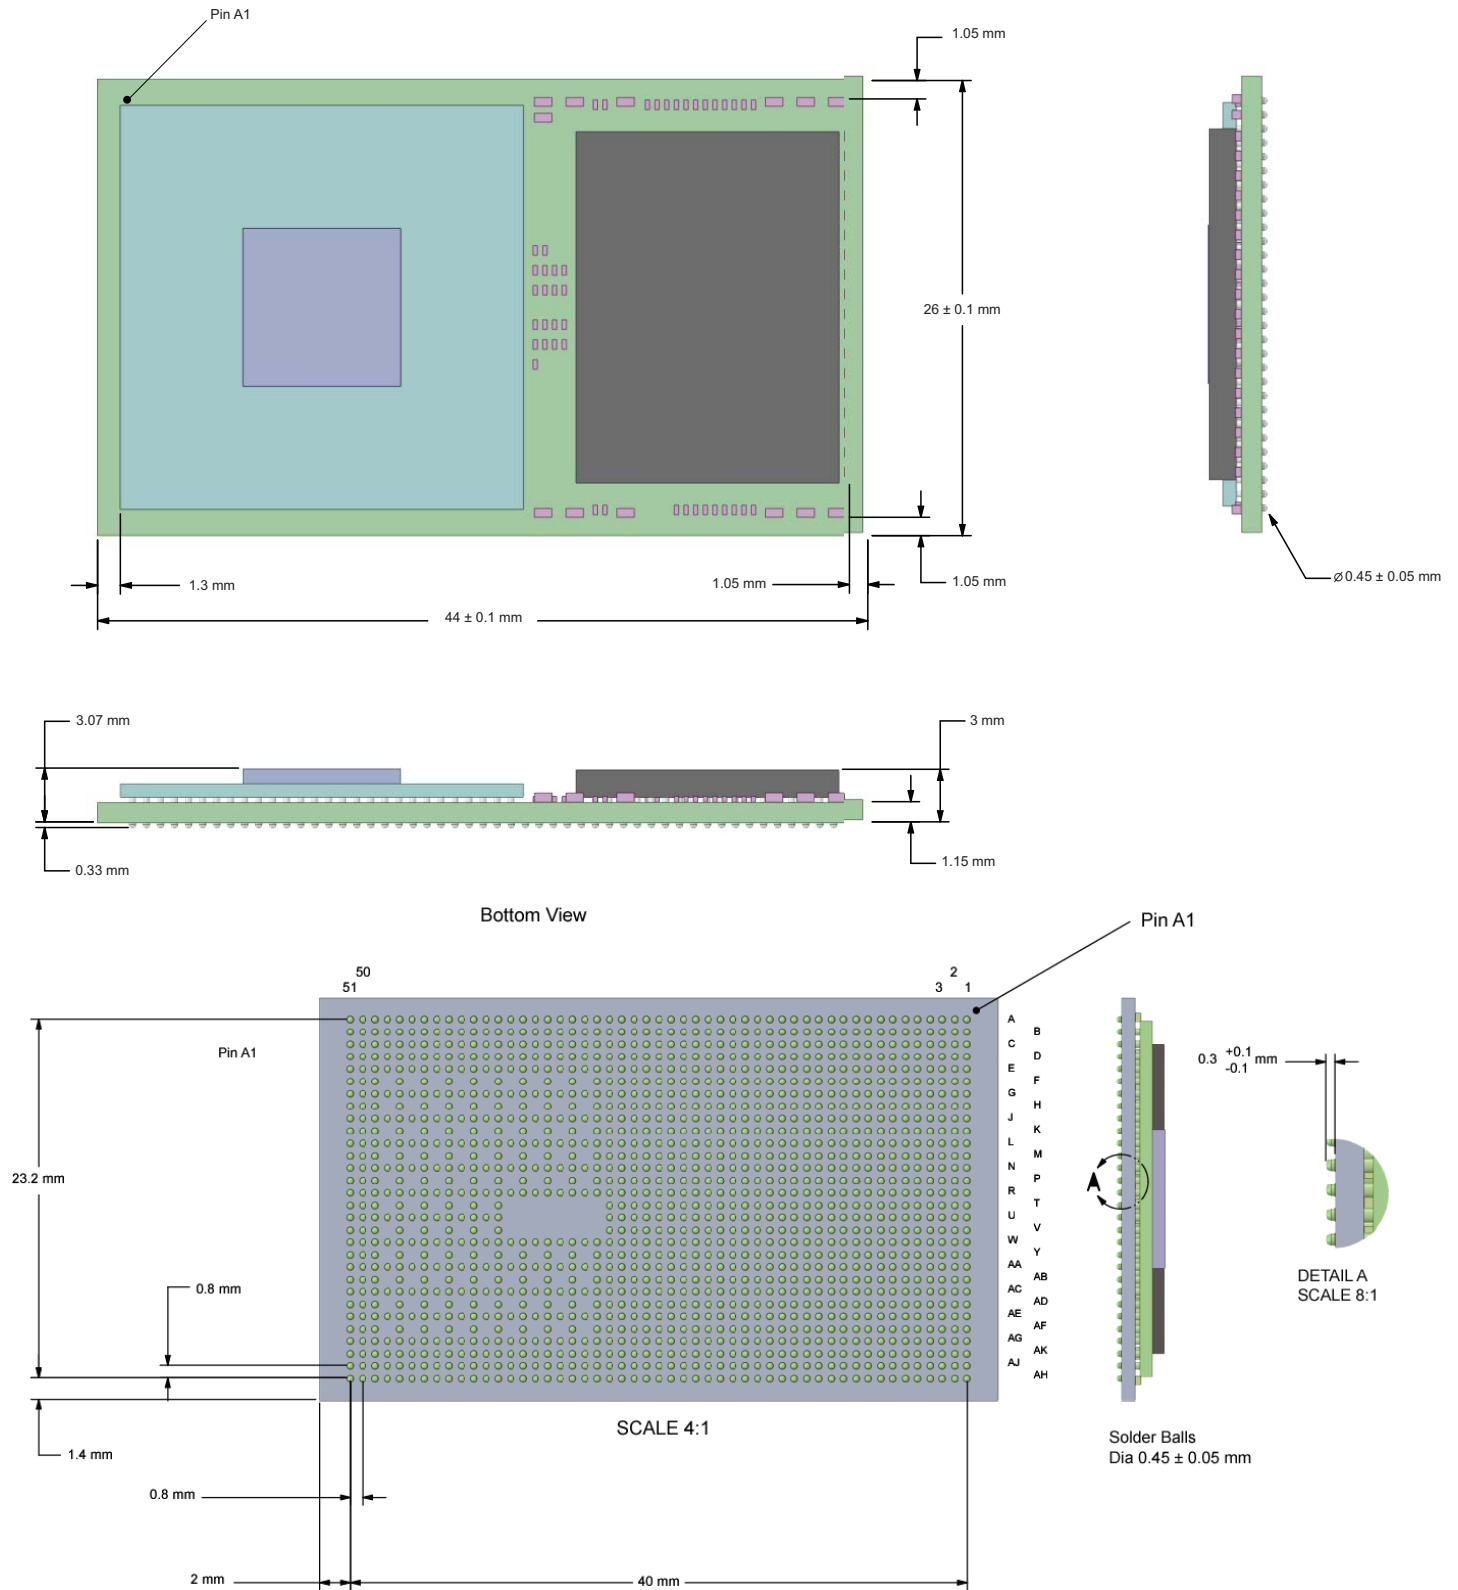 Pin A1
1.05 mm
26 ± 0.1 mm
⌀0.45 ± 0.05 mm
1.3 mm
1.05 mm
1.05 mm
44 ± 0.1 mm
3.07 mm
3 mm
0.33 mm
1.15 mm
Bottom View
Pin A1
50
51
2
3
1
A
B
Pin A1
C
D
E
F
G
H
J
K
L
M
N
P
R
T
U
V
W
Y
AA
AB
AC
AD
AE
AF
AG
AK
AJ
AH
0.3 +0.1 mm
-0.1
23.2 mm
A
DETAIL A
SCALE 8:1
0.8 mm
1.4 mm
SCALE 4:1
Solder Balls
Dia 0.45 ± 0.05 mm
0.8 mm
2 mm
40 mm